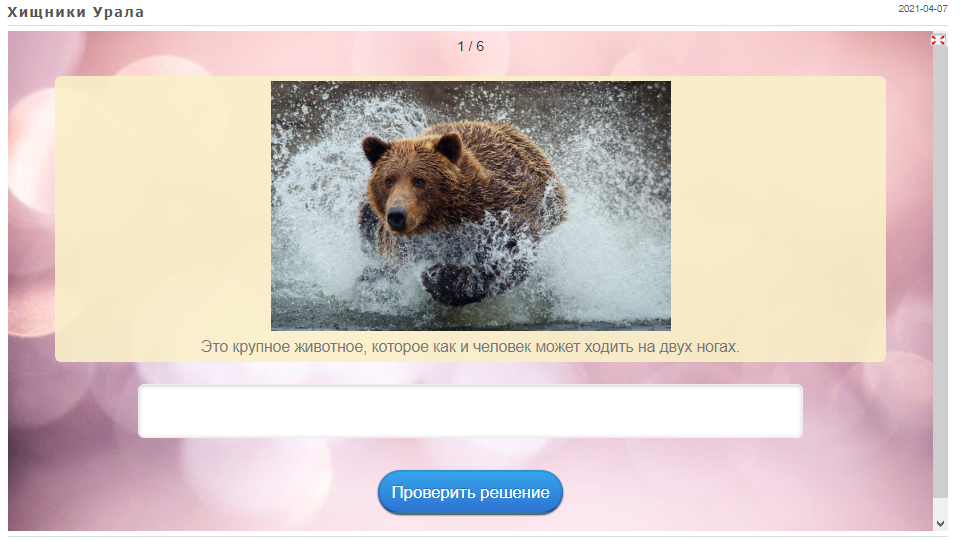 Хищники Урала
2021-04-07
1 / 6
Это крупное животное, которое как и человек может ходить на двух ногах.
Проверить решение